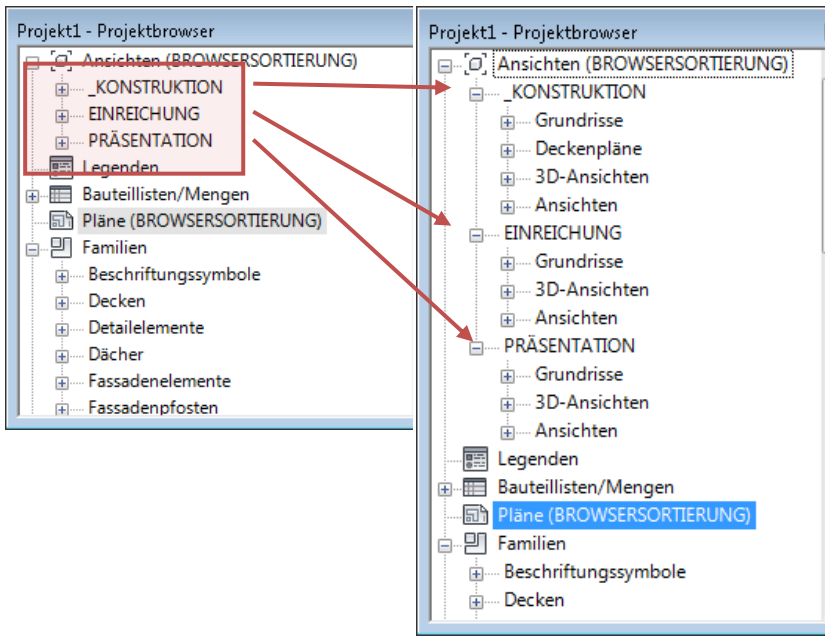 Projekt1 - Projektbrowser
Ansichten (BROWSERSORTIERUNG)
_KONSTRUKTION
EINREICHUNG
PRÄSENTATION
Legenden
Bauteillisten/Mengen
Pläne (BROWSERSORTIERUNG)
Familien
Beschriftungssymbole
Decken
Detailelemente
Dächer
Fassadenelemente
Fassadenpfosten
Projekt1 - Projektbrowser
Ansichten (BROWSERSORTIERUNG)
_KONSTRUKTION
Grundrisse
Deckenpläne
3D-Ansichten
Ansichten
EINREICHUNG
Grundrisse
3D-Ansichten
Ansichten
PRÄSENTATION
Grundrisse
3D-Ansichten
Ansichten
Legenden
Bauteillisten/Mengen
Pläne (BROWSERSORTIERUNG)
Familien
Beschriftungssymbole
Decken